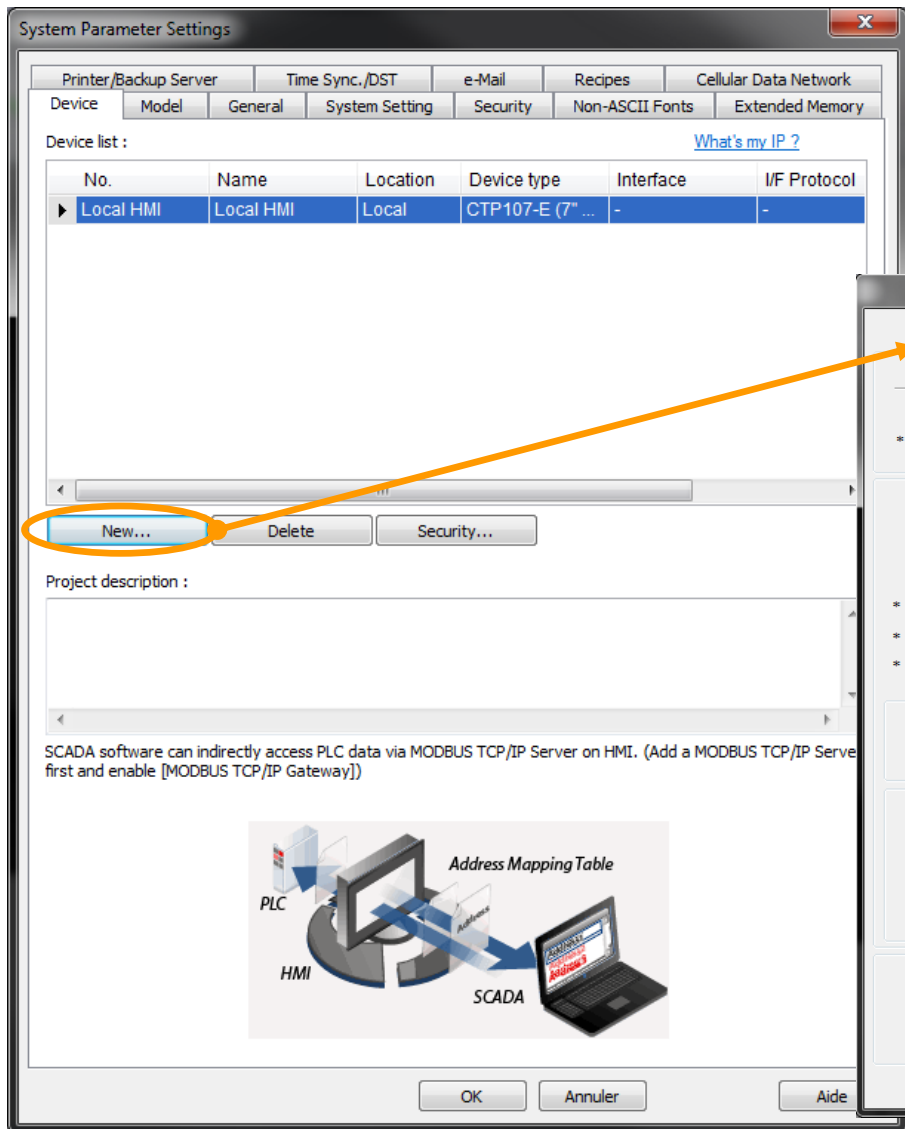 System Parameter Settings
Printer/Backup Server Time Sync./DST e-Mail Recipes Cellular Data Network
Device Model General System Setting Security Non-ASCII Fonts Extended Memory
Device list :
What's my IP ?
No. Name Location Device type Interface I/F Protocol
Local HMI Local HMI Local CTP107-E (7" ... - -
*
New... Delete Security...
Project description :
*
*
*
SCADA software can indirectly access PLC data via MODBUS TCP/IP Server on HMI. (Add a MODBUS TCP/IP Serve
first and enable [MODBUS TCP/IP Gateway])
Address Mapping Table
PLC
Address
HMI
SCADA
OK Annuler Aide